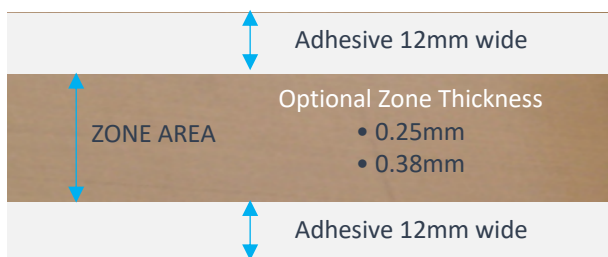 Adhesive 12mm wide
Optional Zone Thickness
ZONE AREA
• 0.25mm
• 0.38mm
Adhesive 12mm wide